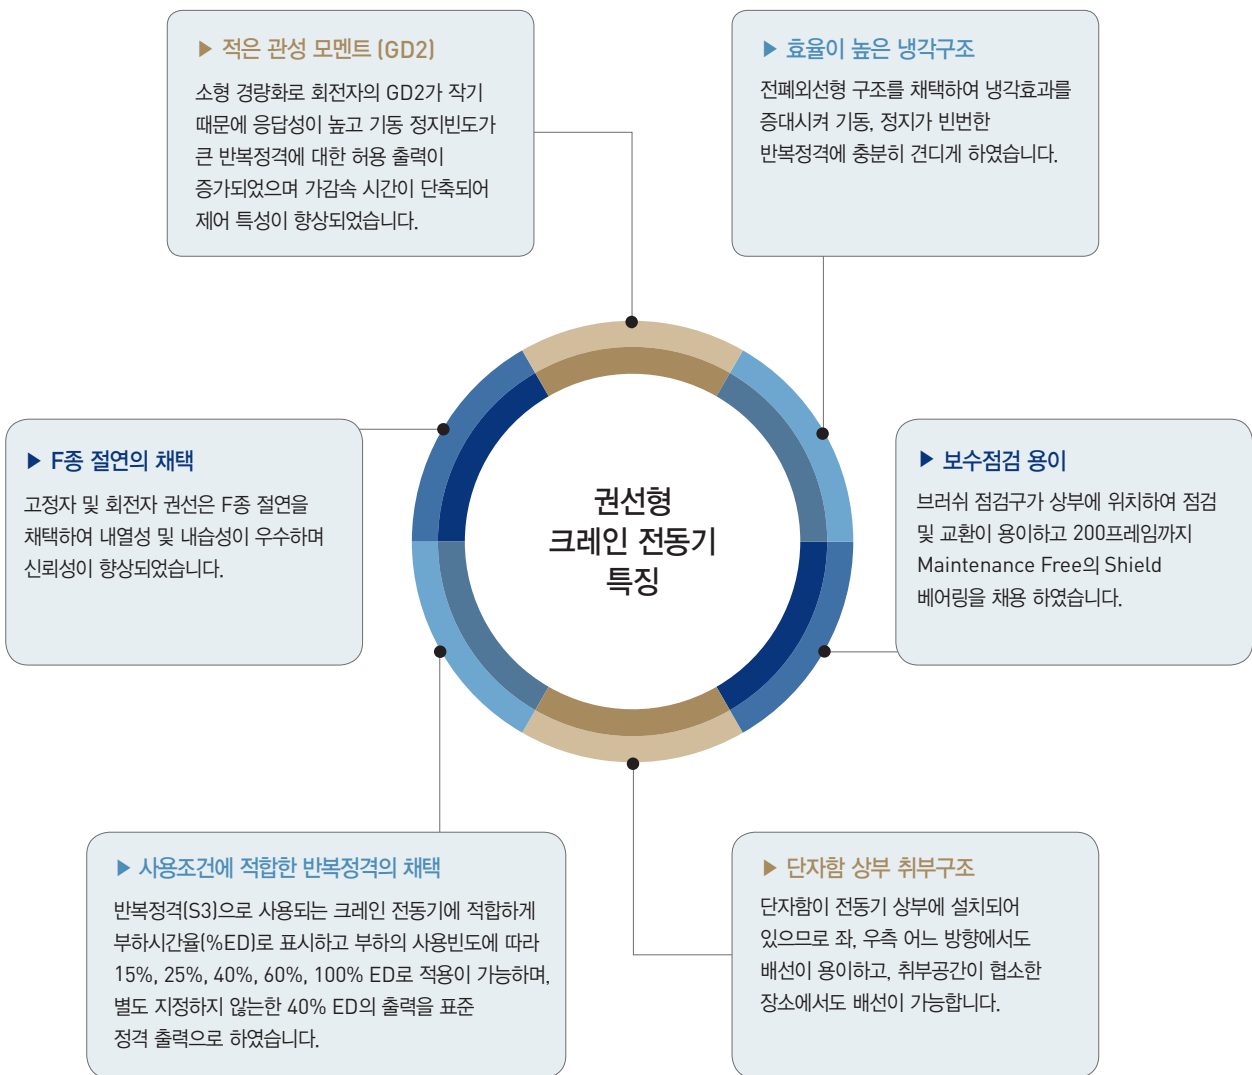 ▶ 적은 관성 모멘트 (GD2)
소형 경량화로 회전자의 GD2가 작기
때문에 응답성이 높고 기동 정지빈도가
큰 반복정격에 대한 허용 출력이
증가되었으며 가감속 시간이 단축되어
제어 특성이 향상되었습니다.
▶ 효율이 높은 냉각구조
전폐외선형 구조를 채택하여 냉각효과를
증대시켜 기동, 정지가 빈번한
반복정격에 충분히 견디게 하였습니다.
▶ F종 절연의 채택
고정자 및 회전자 권선은 F종 절연을
채택하여 내열성 및 내습성이 우수하며
신뢰성이 향상되었습니다.
권선형
크레인 전동기
특징
▶ 보수점검 용이
브러쉬 점검구가 상부에 위치하여 점검
및 교환이 용이하고 200프레임까지
Maintenance Free의 Shield
베어링을 채용 하였습니다.
▶ 사용조건에 적합한 반복정격의 채택
반복정격(S3)으로 사용되는 크레인 전동기에 적합하게
부하시간율(%ED)로 표시하고 부하의 사용빈도에 따라
15%, 25%, 40%, 60%, 100% ED로 적용이 가능하며,
별도 지정하지 않는한 40% ED의 출력을 표준
정격 출력으로 하였습니다.
▶ 단자함 상부 취부구조
단자함이 전동기 상부에 설치되어
있으므로 좌, 우측 어느 방향에서도
배선이 용이하고, 취부공간이 협소한
장소에서도 배선이 가능합니다.